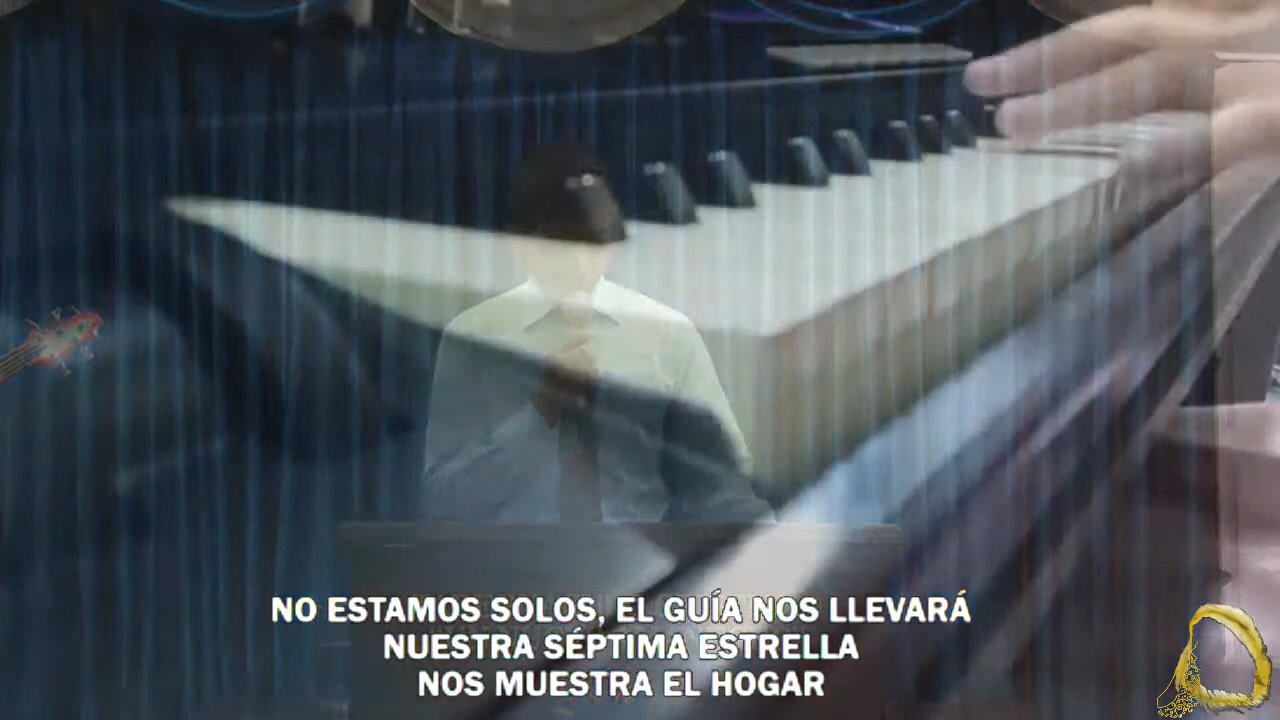 NO ESTAMOS SOLOS, EL GUÍA NOS LLEVARÁ
NUESTRA SÉPTIMA ESTRELLA
NOS MUESTRA EL HOGAR